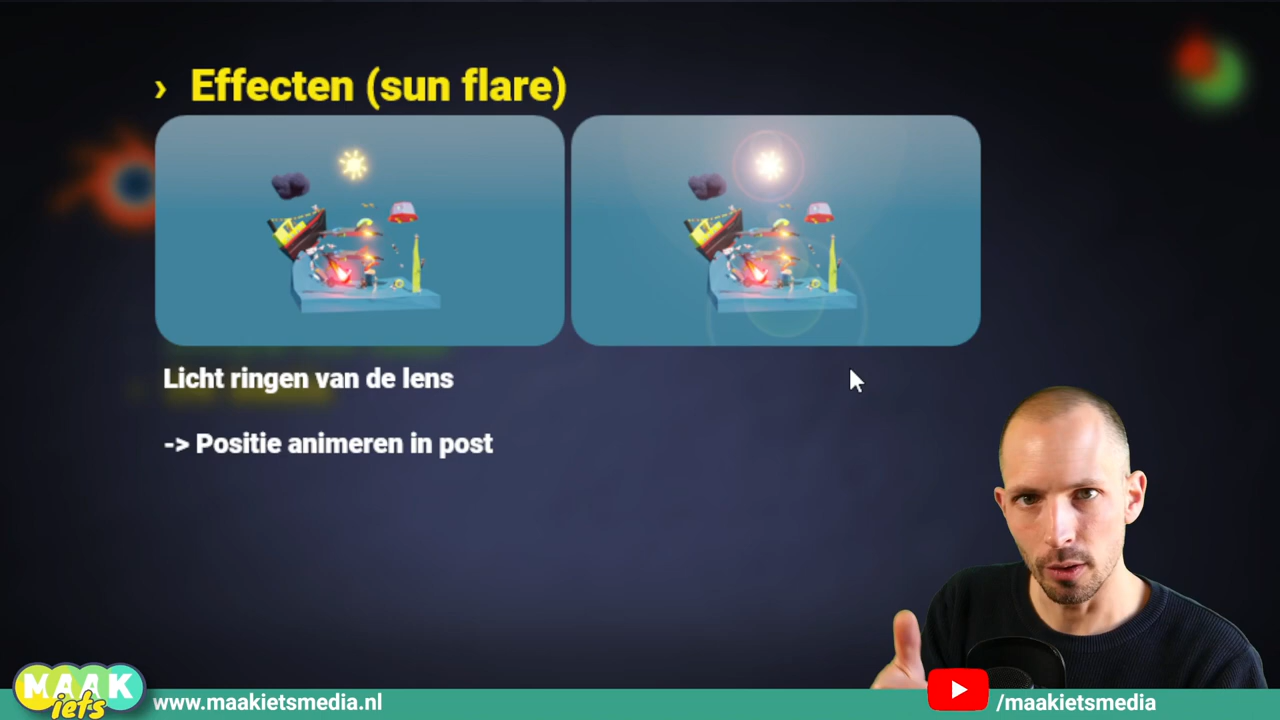 › Effecten (sun flare)
Licht ringen van de lens
-> Positie animeren in post
MAAK
iets
www.maakietsmedia.nl
/maakietsmedia